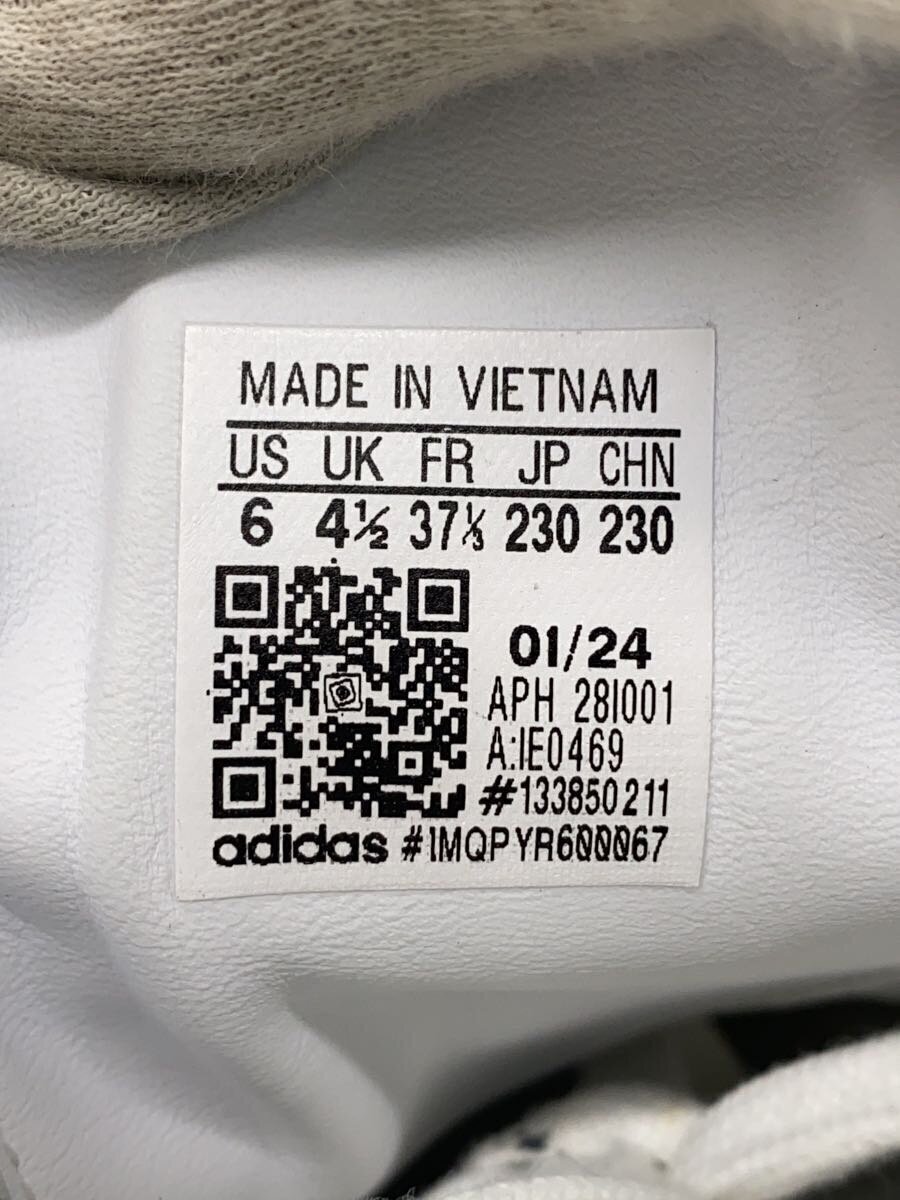 MADE IN VIETNAM
US UK FR JP CHN
6 4½ 37⅓ 230 230
01/24
APH 28I001
A:IE0469
#133850211
adidas #1MQPYR600067